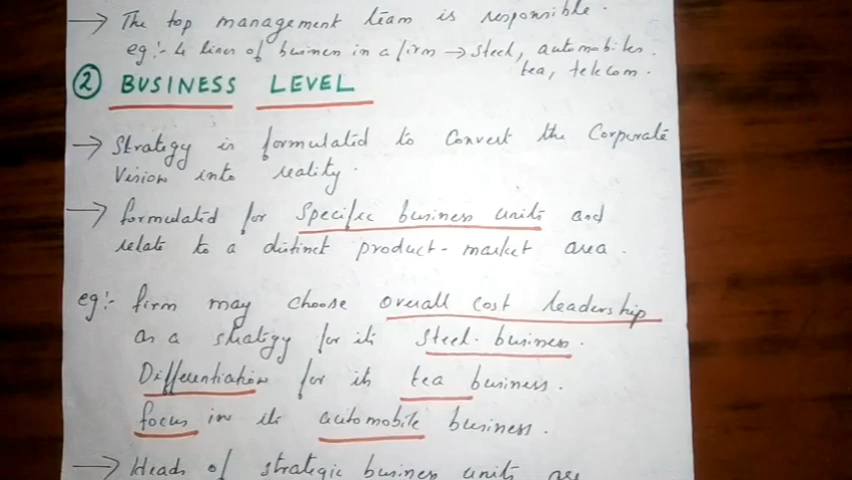 → The top management team is responsible.
eg:- 4 lines of business in a firm → steel, automobiles.
tea, telecom.
② BUSINESS LEVEL
→ Strategy is formulated to convert the Corporate
Vision into reality.
→ formulated for specific business units and
relate to a distinct product-market area.
eg:- firm may choose overall cost leadership
as a strategy for its steel business.
Differentiation for its tea business.
focus in its automobile business.
→ Heads of strategic business units are